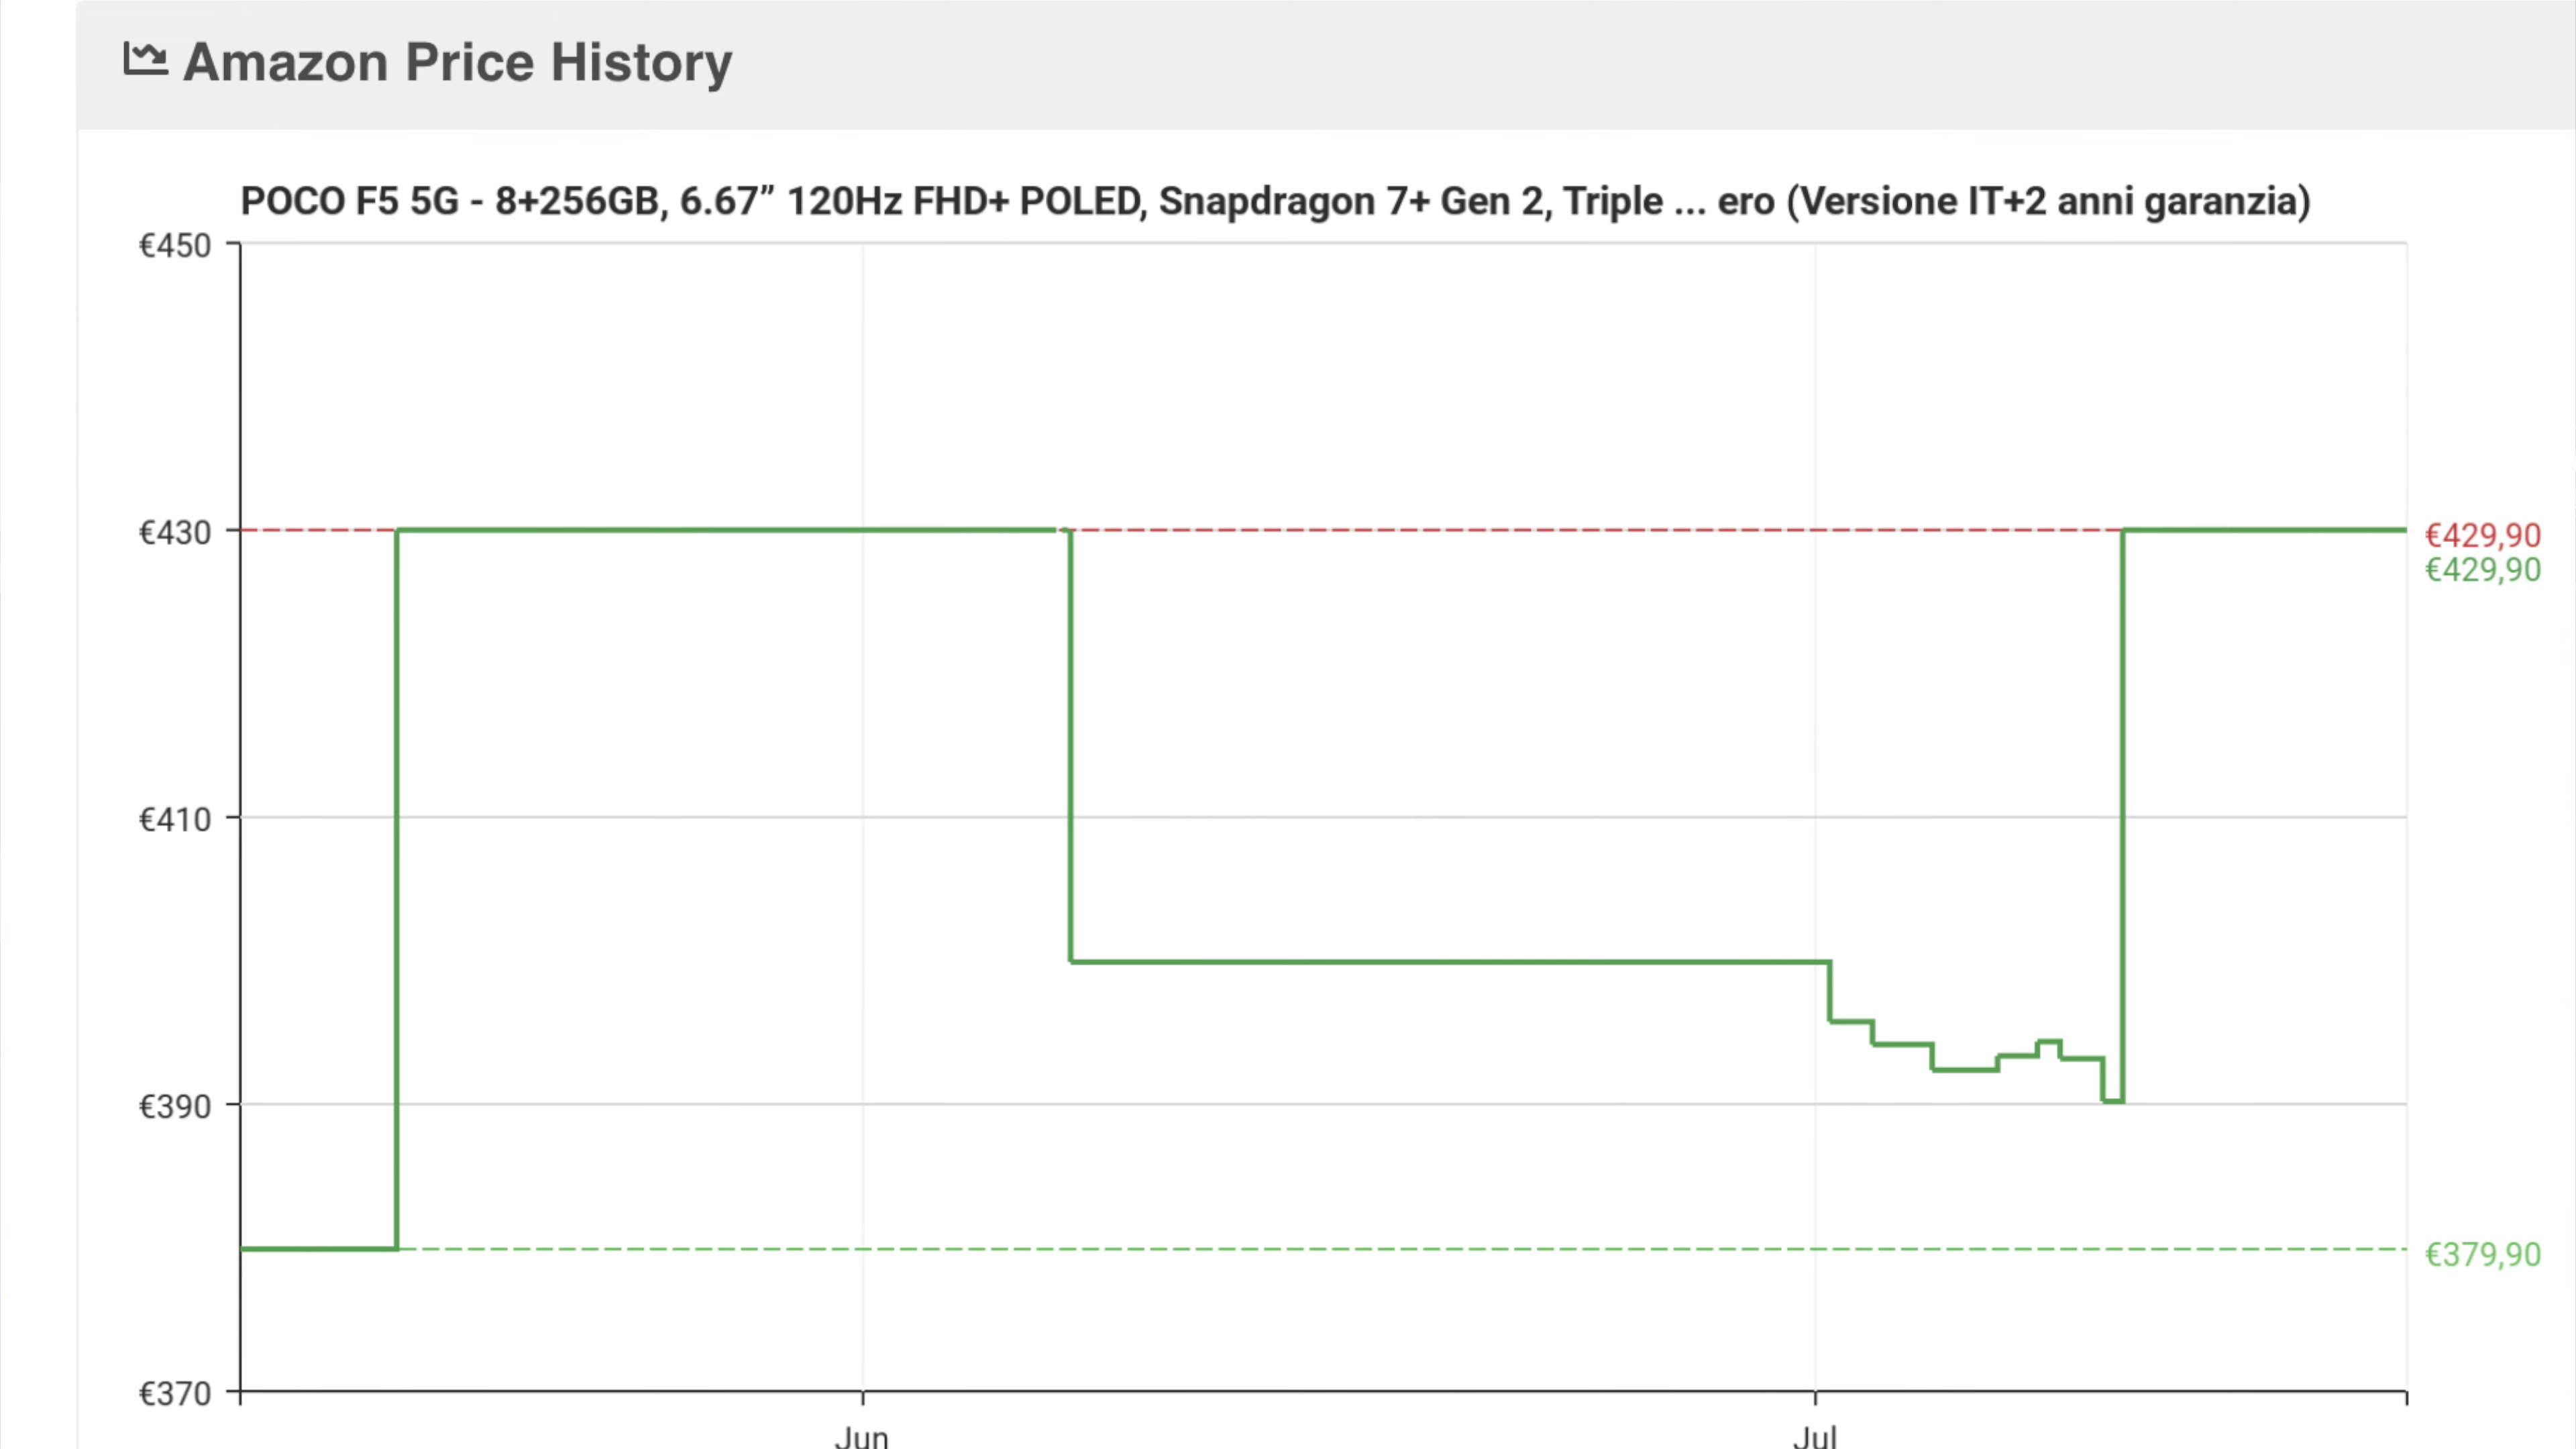 Amazon Price History
POCO F5 5G - 8+256GB, 6.67” 120Hz FHD+ POLED, Snapdragon 7+ Gen 2, Triple ... ero (Versione IT+2 anni garanzia)
€450
€430
€429,90
€429,90
€410
€390
€379,90
€370
Jun
Jul